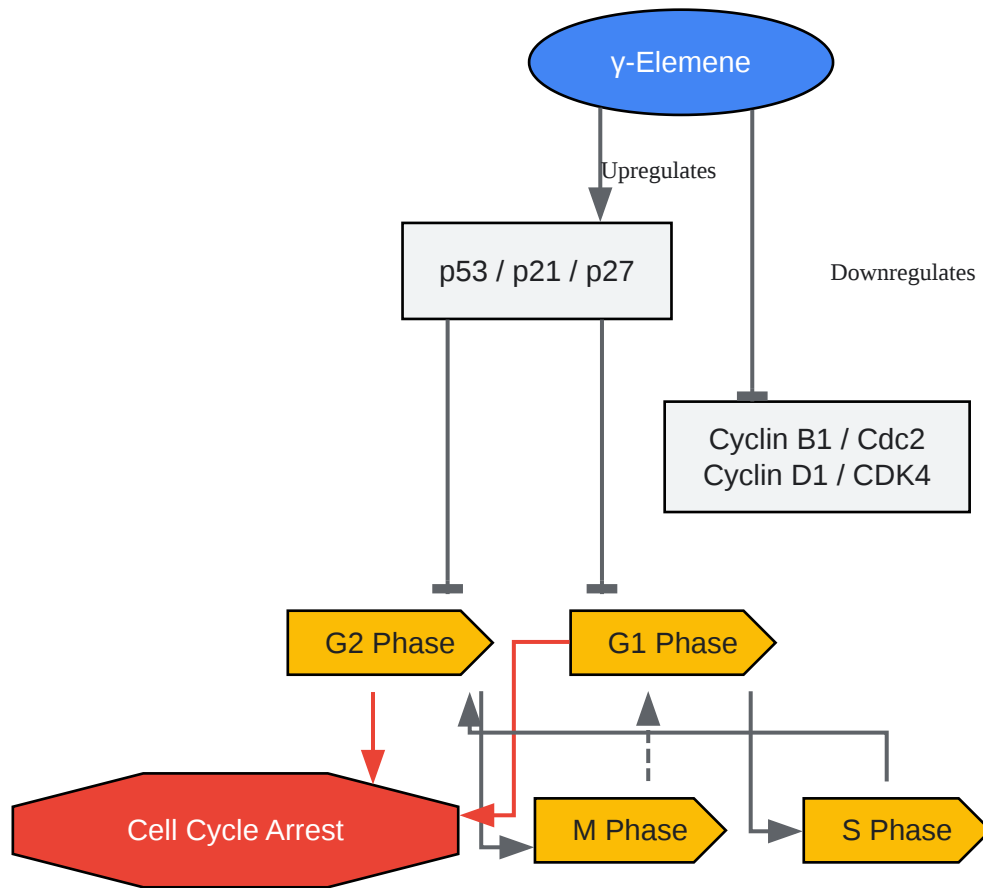 γ-Elemene
Upregulates
p53 / p21 / p27
Downregulates
Cyclin B1 / Cdc2
Cyclin D1 / CDK4
G2 Phase
G1 Phase
Cell Cycle Arrest
M Phase
S Phase